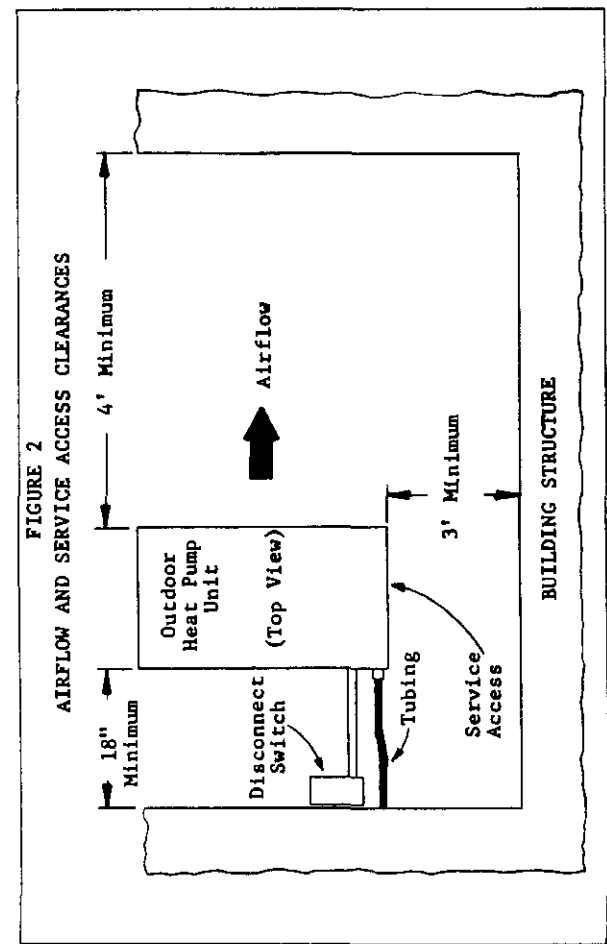 FIGURE 2
AIRFLOW AND SERVICE ACCESS CLEARANCES
18"
Minimum
4' Minimum
Outdoor
Heat Pump
Unit
(Top View)
Airflow
Disconnect
Switch
Tubing
Service
Access
3' Minimum
BUILDING STRUCTURE